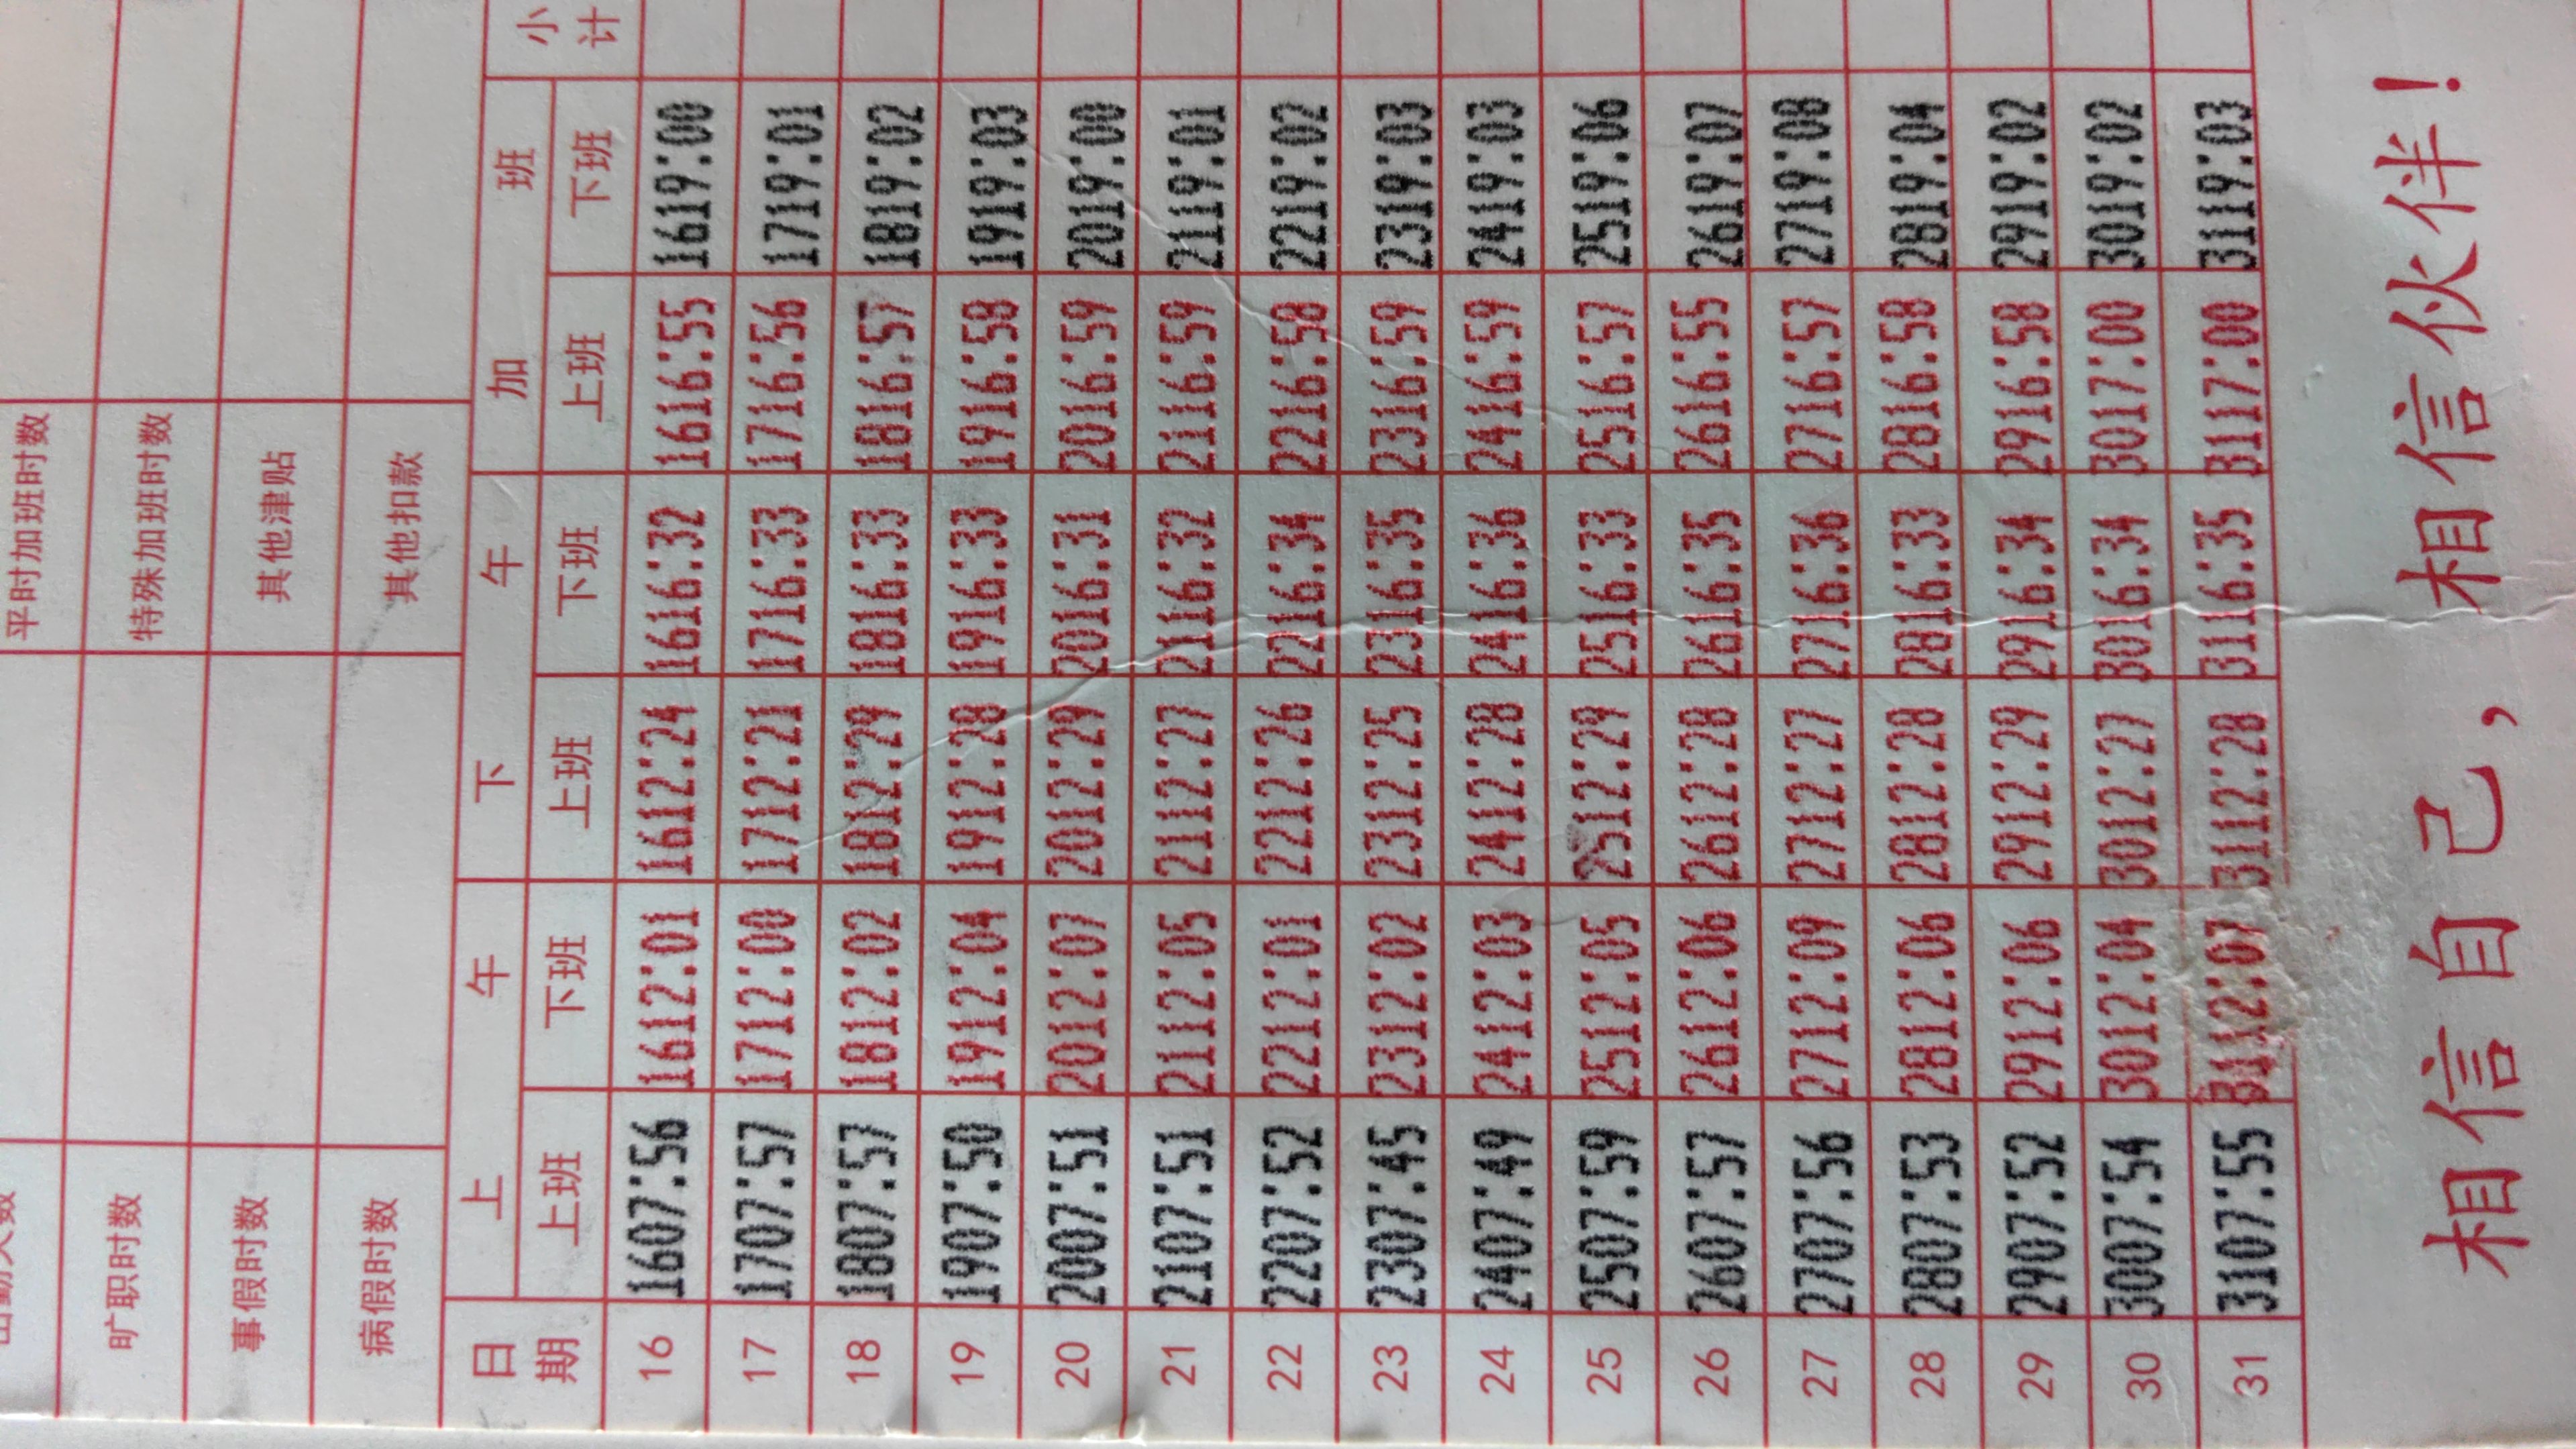 出勤天数 平时加班时数
旷职时数 特殊加班时数
事假时数 其他津贴
病假时数 其他扣款
日期 上午 下午 加班 小计
上班 下班 上班 下班 上班 下班
16 1607:56 1612:01 1612:24 1616:32 1616:55 1619:00
17 1707:57 1712:00 1712:21 1716:33 1716:56 1719:01
18 1807:57 1812:02 1812:29 1816:33 1816:57 1819:02
19 1907:50 1912:04 1912:28 1916:33 1916:58 1919:03
20 2007:51 2012:07 2012:29 2016:31 2016:59 2019:00
21 2107:51 2112:05 2112:27 2116:32 2116:59 2119:01
22 2207:52 2212:01 2212:26 2216:34 2216:58 2219:02
23 2307:45 2312:02 2312:25 2316:35 2316:59 2319:03
24 2407:49 2412:03 2412:28 2416:36 2416:59 2419:03
25 2507:59 2512:05 2512:29 2516:33 2516:57 2519:06
26 2607:57 2612:06 2612:28 2616:35 2616:55 2619:07
27 2707:56 2712:09 2712:27 2716:36 2716:57 2719:08
28 2807:53 2812:06 2812:28 2816:33 2816:58 2819:04
29 2907:52 2912:06 2912:29 2916:34 2916:58 2919:02
30 3007:54 3012:04 3012:27 3016:34 3017:00 3019:02
31 3107:55 3112:07 3112:28 3116:35 3117:00 3119:03
相信自己，相信伙伴！